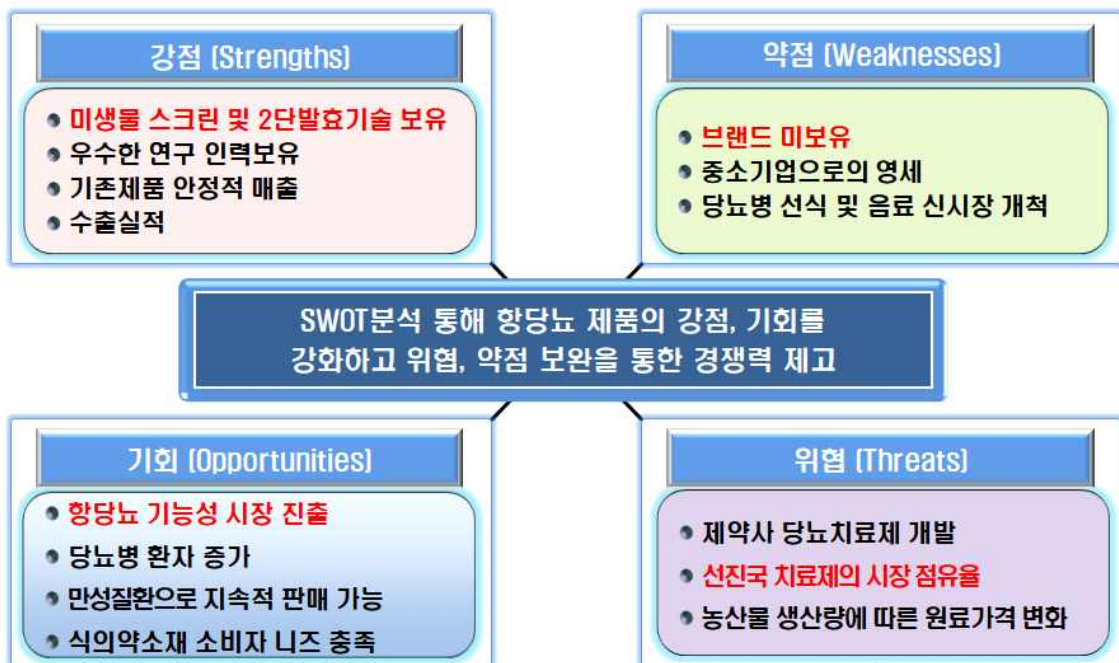 강점 (Strengths)
미생물 스크린 및 2단발효기술 보유
우수한 연구 인력보유
기존제품 안정적 매출
수출실적
약점 (Weaknesses)
브랜드 미보유
중소기업으로의 영세
당뇨병 선식 및 음료 신시장 개척
SWOT분석 통해 항당뇨 제품의 강점, 기회를
강화하고 위협, 약점 보완을 통한 경쟁력 제고
기회 (Opportunities)
항당뇨 기능성 시장 진출
당뇨병 환자 증가
만성질환으로 지속적 판매 가능
식의약소재 소비자 니즈 충족
위협 (Threats)
제약사 당뇨치료제 개발
선진국 치료제의 시장 점유율
농산물 생산량에 따른 원료가격 변화